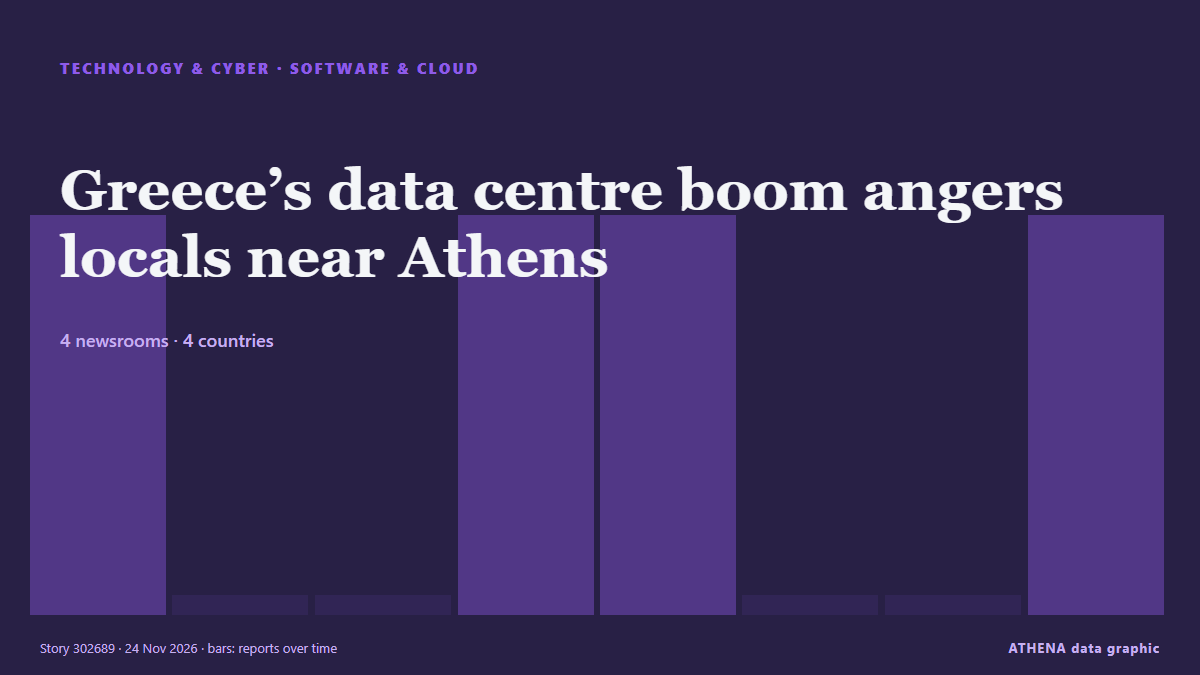 TECHNOLOGY & CYBER · SOFTWARE & CLOUD
Greece’s data centre boom angers
locals near Athens
4 newsrooms · 4 countries
Story 302689 · 24 Nov 2026 · bars: reports over time
ATHENA data graphic